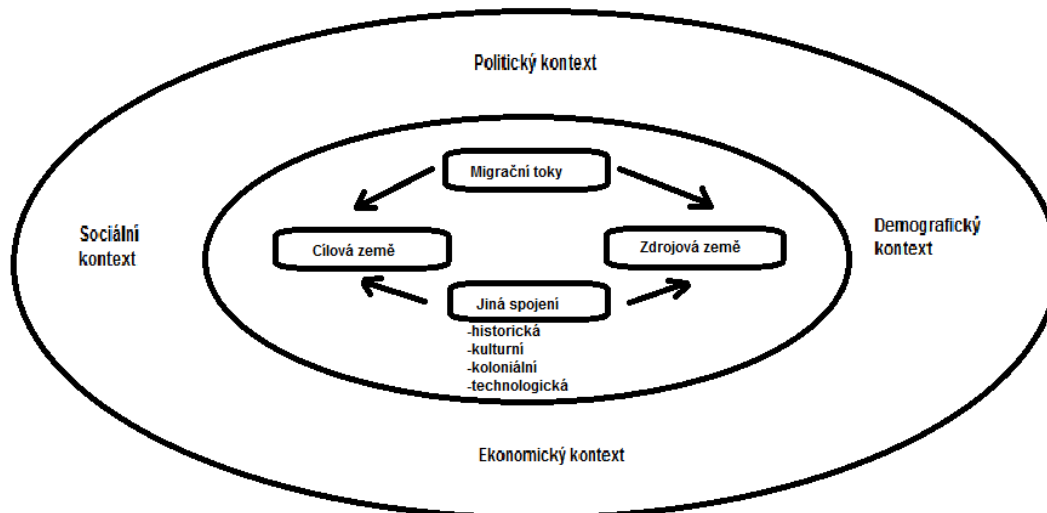 Politický kontext
Migrační toky
Sociální
kontext
Demografický
kontext
Cílová země
Zdrojová země
Jiná spojení
-historická
-kulturní
-koloniální
-technologická
Ekonomický kontext